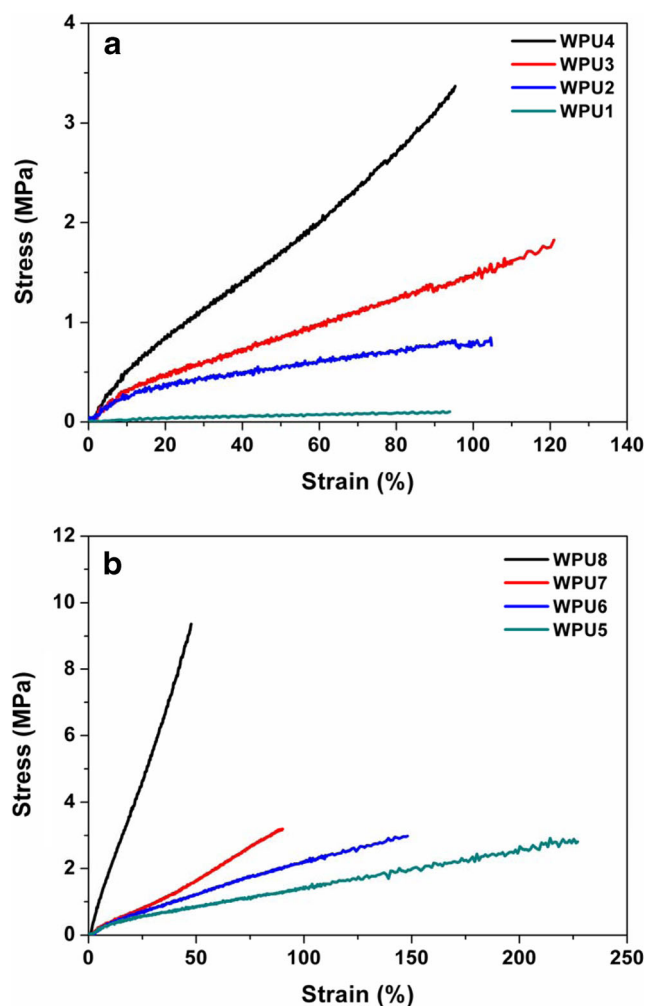 a
WPU4
WPU3
WPU2
WPU1
Stress (MPa)
4
3
2
1
0
0 20 40 60 80 100 120 140
Strain (%)
b
WPU8
WPU7
WPU6
WPU5
Stress (MPa)
12
10
8
6
4
2
0
0 50 100 150 200 250
Strain (%)